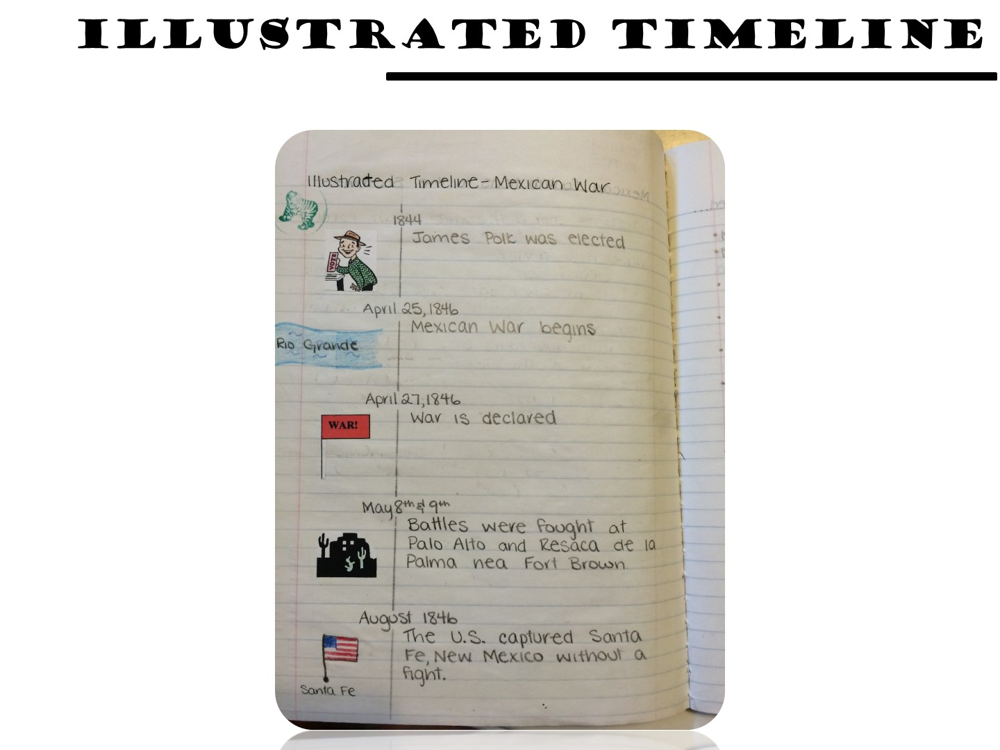 ILLUSTRATED TIMELINE
Illustrated Timeline - Mexican War
1844
James Polk was elected
VOTE
April 25, 1846
Mexican War begins
Rio Grande
April 27, 1846
War is declared
WAR!
May 8th & 9th
Battles were fought at
Palo Alto and Resaca de la
Palma nea Fort Brown
August 1846
The U.S. captured Santa
Fe, New Mexico without a
fight.
Santa Fe